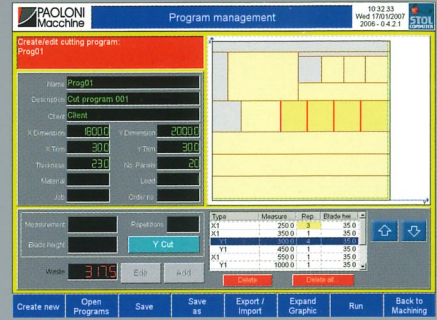 PAOLONI
Macchine
Program management
10:32.33
Wed 17/01/2007
2006 - 0.4.2.1
STOL
Create/edit cutting program:
Prog01
Name Prog01
Description Cut program 001
Client Client
X Dimension 1800.0 Y Dimension 2000.0
X Trim 30.0 Y Trim 30.0
Thickness 23.0 No. Panels 20
Material Load
Job Order no
Measurement Repetitions
Blade height Y Cut
Waste 317.5 Edit Add
Type Measure Rep. Blade hei
X1 250.0 3 35.0
X1 350.0 1 35.0
Y1 300.0 4 35.0
Y1 450.0 1 35.0
X1 550.0 1 35.0
Y1 1000.0 35.0
Delete Delete all
Create new
Open
Programs
Save
Save
as
Export /
Import
Expand
Graphic
Run
Back to
Machining